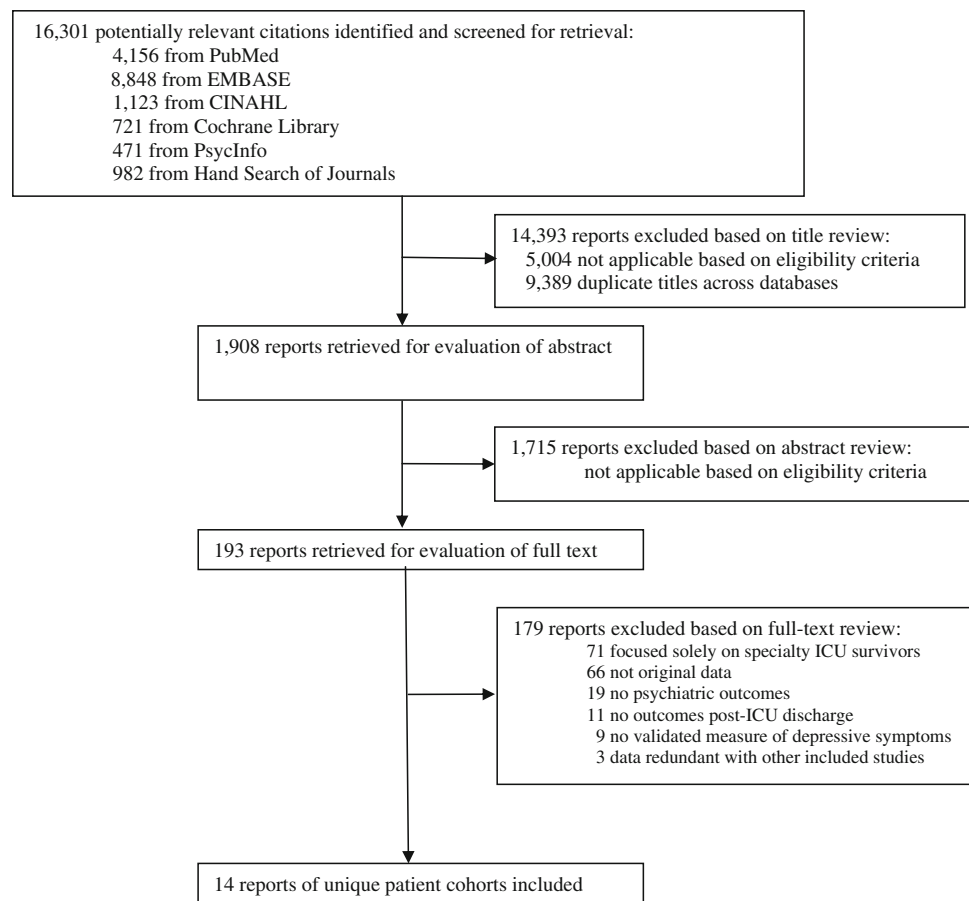 16,301 potentially relevant citations identified and screened for retrieval:
4,156 from PubMed
8,848 from EMBASE
1,123 from CINAHL
721 from Cochrane Library
471 from PsycInfo
982 from Hand Search of Journals
14,393 reports excluded based on title review:
5,004 not applicable based on eligibility criteria
9,389 duplicate titles across databases
1,908 reports retrieved for evaluation of abstract
1,715 reports excluded based on abstract review:
not applicable based on eligibility criteria
193 reports retrieved for evaluation of full text
179 reports excluded based on full-text review:
71 focused solely on specialty ICU survivors
66 not original data
19 no psychiatric outcomes
11 no outcomes post-ICU discharge
9 no validated measure of depressive symptoms
3 data redundant with other included studies
14 reports of unique patient cohorts included